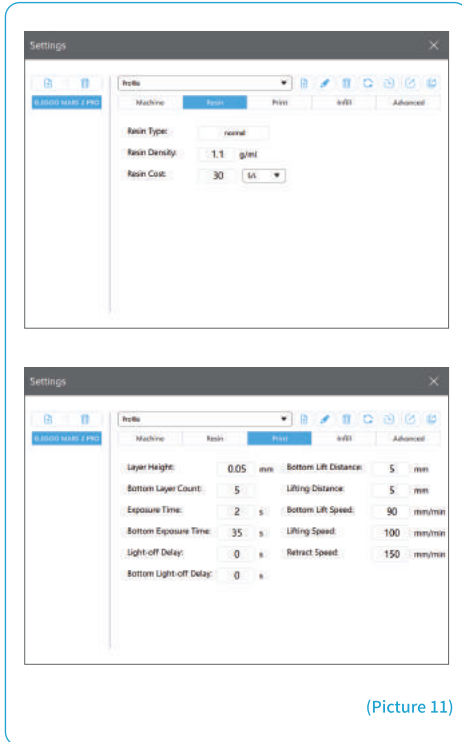 Settings
Profile
ELEGOO MARS 2 PRO
Machine Resin Print Infill Advanced
Resin Type: normal
Resin Density: 1.1 g/ml
Resin Cost: 30 $/L
Settings
Profile
ELEGOO MARS 2 PRO
Machine Resin Print Infill Advanced
Layer Height: 0.05 mm Bottom Lift Distance: 5 mm
Bottom Layer Count: 5 Lifting Distance: 5 mm
Exposure Time: 2 s Bottom Lift Speed: 90 mm/min
Bottom Exposure Time: 35 s Lifting Speed: 100 mm/min
Light-off Delay: 0 s Retract Speed: 150 mm/min
Bottom Light-off Delay: 0 s
(Picture 11)